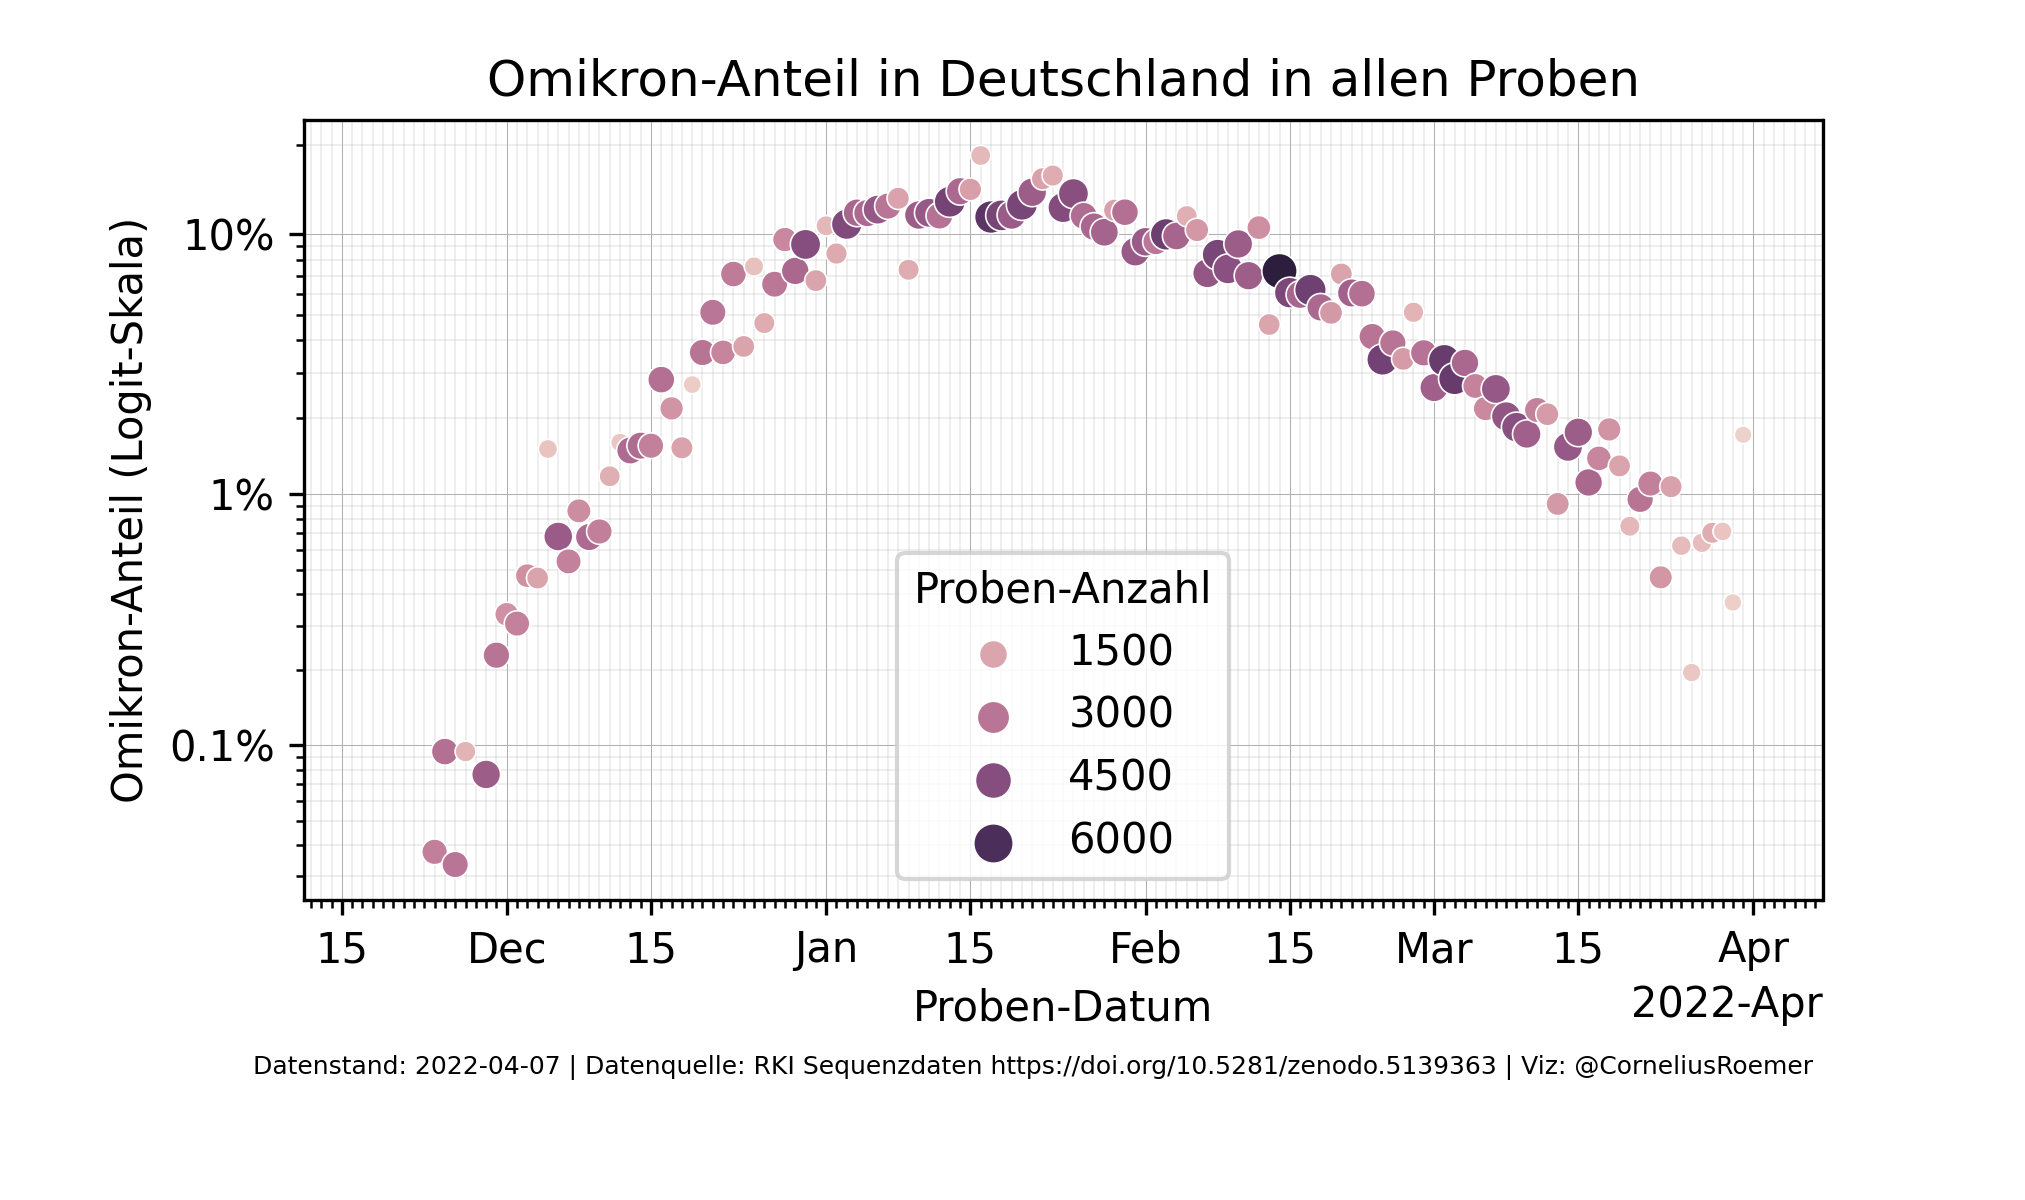 Omikron-Anteil in Deutschland in allen Proben
Omikron-Anteil (Logit-Skala)
10%
1%
0.1%
Proben-Anzahl
1500
3000
4500
6000
15 Dec 15 Jan 15 Feb 15 Mar 15 Apr
Proben-Datum
2022-Apr
Datenstand: 2022-04-07 | Datenquelle: RKI Sequenzdaten https://doi.org/10.5281/zenodo.5139363 | Viz: @CorneliusRoemer